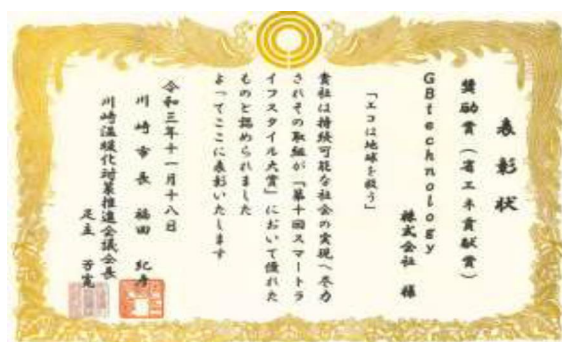 表彰状
奨励賞（省エネ貢献賞）
GBtechnology
株式会社 様
「エコは地球を救う」
貴社は持続可能な社会の実現へ尽力
されその取組が「第十回スマートラ
イフスタイル大賞」において優れた
ものと認められました
よってここに表彰いたします
令和三年十一月十八日
川崎市長 福田 紀彦
川崎温暖化対策推進会議会長
足立 芳寛